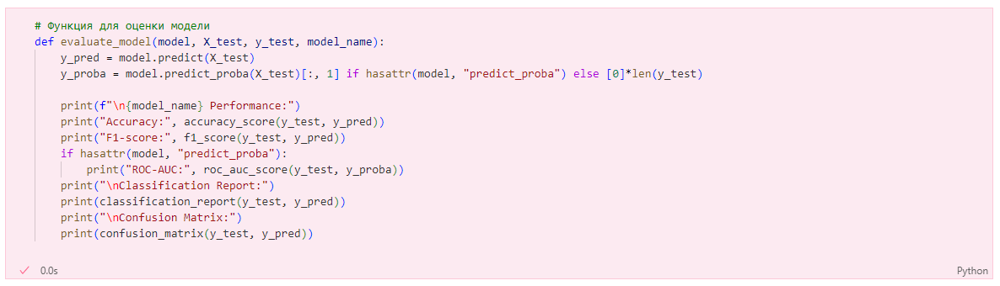 # Функция для оценки модели
def evaluate_model(model, X_test, y_test, model_name):
    y_pred = model.predict(X_test)
    y_proba = model.predict_proba(X_test)[:, 1] if hasattr(model, "predict_proba") else [0]*len(y_test)

    print(f"\n{model_name} Performance:")
    print("Accuracy:", accuracy_score(y_test, y_pred))
    print("F1-score:", f1_score(y_test, y_pred))
    if hasattr(model, "predict_proba"):
        print("ROC-AUC:", roc_auc_score(y_test, y_proba))
    print("\nClassification Report:")
    print(classification_report(y_test, y_pred))
    print("\nConfusion Matrix:")
    print(confusion_matrix(y_test, y_pred))
0.0s
Python